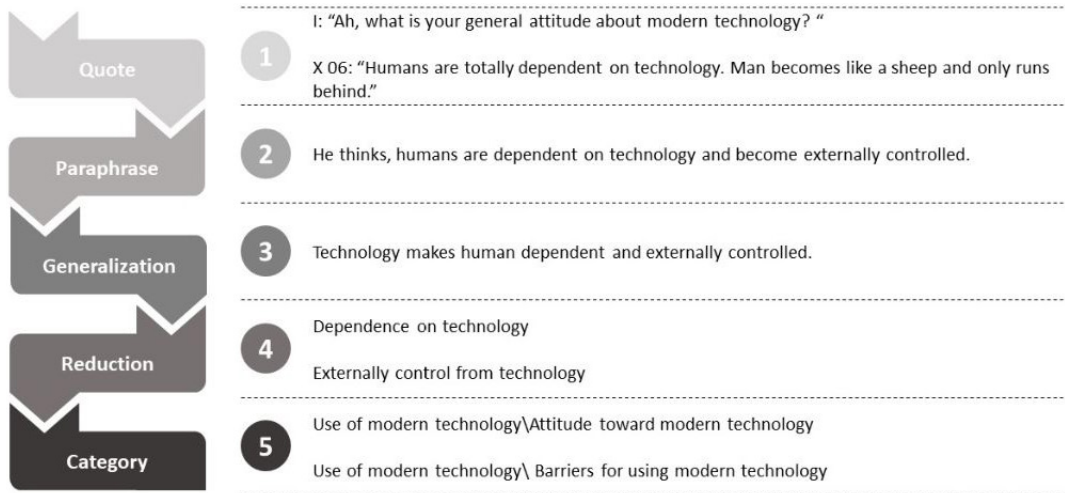 Quote
1
I: “Ah, what is your general attitude about modern technology? “
X 06: “Humans are totally dependent on technology. Man becomes like a sheep and only runs
behind.”
Paraphrase
2
He thinks, humans are dependent on technology and become externally controlled.
Generalization
3
Technology makes human dependent and externally controlled.
Reduction
4
Dependence on technology
Externally control from technology
Category
5
Use of modern technology\Attitude toward modern technology
Use of modern technology\ Barriers for using modern technology